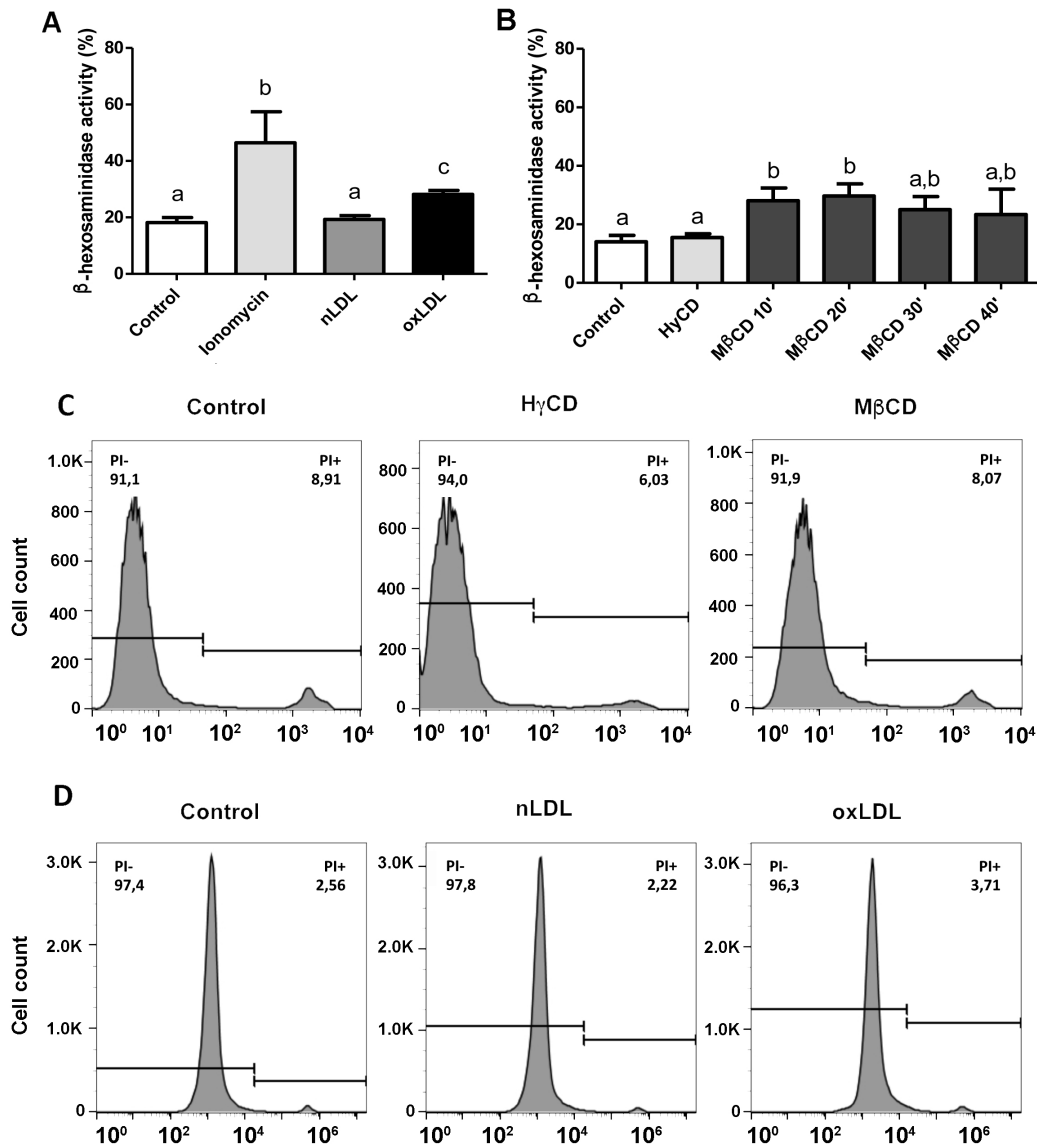 A
β-hexosaminidase activity (%)
80
60
40
20
0
a
b
a
c
Control
Ionomycin
nLDL
oxLDL
B
β-hexosaminidase activity (%)
80
60
40
20
0
a
a
b
b
a,b
a,b
Control
HγCD
MβCD 10'
MβCD 20'
MβCD 30'
MβCD 40'
C
Control
HγCD
MβCD
Cell count
1.0K
800
600
400
200
0
PI-
91,1
PI+
8,91
10⁰ 10¹ 10² 10³ 10⁴
800
600
400
200
0
PI-
94,0
PI+
6,03
10⁰ 10¹ 10² 10³ 10⁴
1.0K
800
600
400
200
0
PI-
91,9
PI+
8,07
10⁰ 10¹ 10² 10³ 10⁴
D
Control
nLDL
oxLDL
Cell count
3.0K
2.0K
1.0K
0
PI-
97,4
PI+
2,56
10⁰ 10² 10⁴ 10⁶
3.0K
2.0K
1.0K
0
PI-
97,8
PI+
2,22
10⁰ 10² 10⁴ 10⁶
3.0K
2.0K
1.0K
0
PI-
96,3
PI+
3,71
10⁰ 10² 10⁴ 10⁶